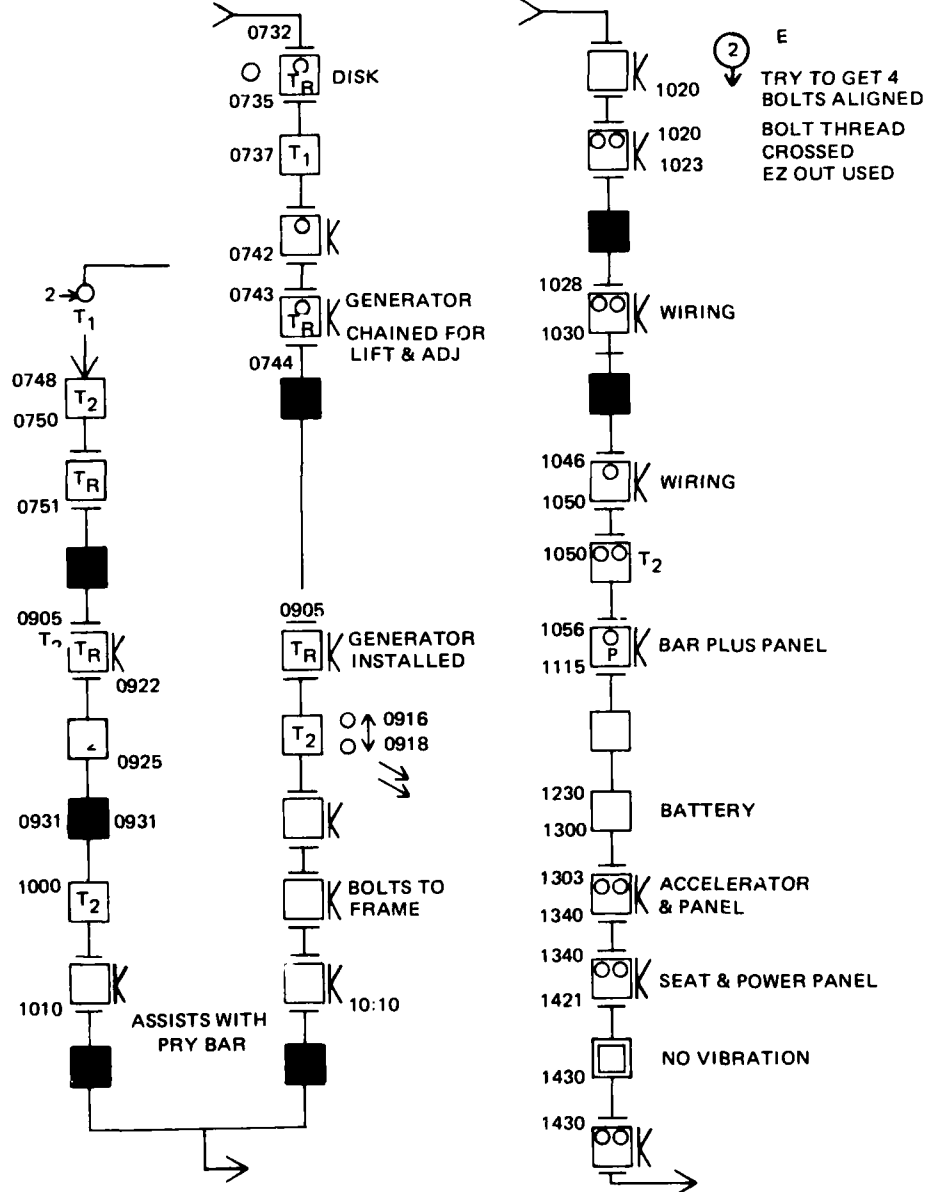 2
T1
0748
T2
0750
TR
0751
0905
TR
0922
0925
0931 0931
1000
T2
1010
ASSISTS WITH
PRY BAR
0732
TR DISK
0735
0737 T1
0742
0743
TR GENERATOR
CHAINED FOR
LIFT & ADJ
0744
0905
TR GENERATOR
INSTALLED
T2 0916
0918
BOLTS TO
FRAME
10:10
2 E
1020
TRY TO GET 4
BOLTS ALIGNED
1020
1023
BOLT THREAD
CROSSED
EZ OUT USED
1028
1030
WIRING
1046
1050
WIRING
1050 T2
1056
1115
P
BAR PLUS PANEL
1230
1300
BATTERY
1303
1340
ACCELERATOR
& PANEL
1340
1421
SEAT & POWER PANEL
NO VIBRATION
1430
1430